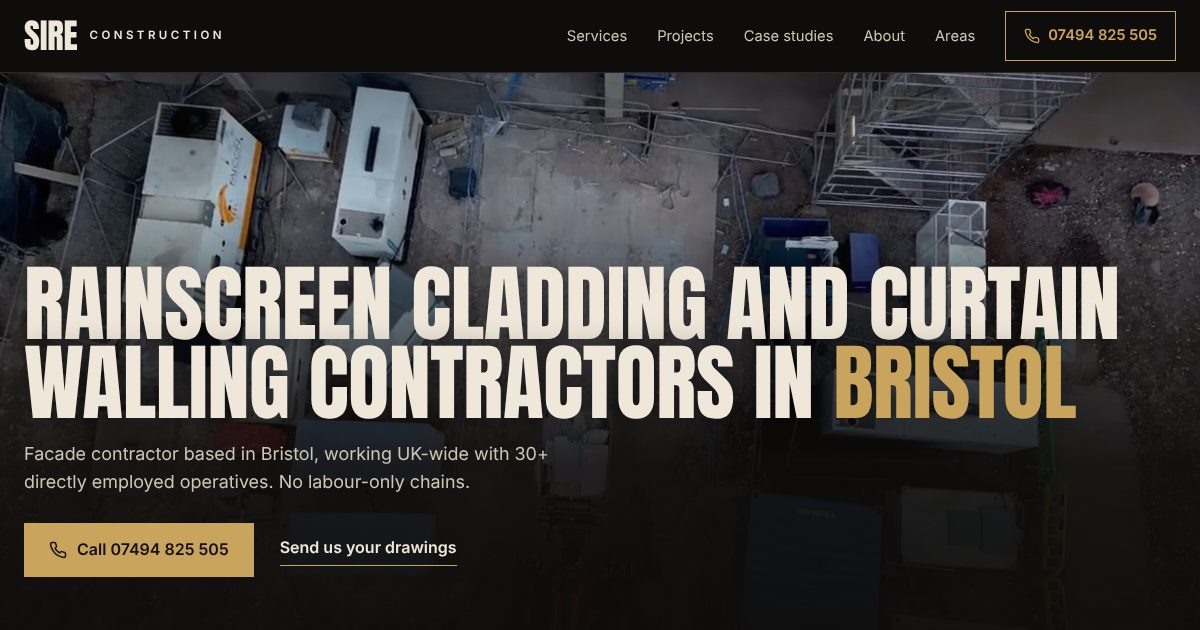 SIRE CONSTRUCTION
Services
Projects
Case studies
About
Areas
07494 825 505
RAINSCREEN CLADDING AND CURTAIN
WALLING CONTRACTORS IN BRISTOL
Facade contractor based in Bristol, working UK-wide with 30+
directly employed operatives. No labour-only chains.
Call 07494 825 505
Send us your drawings